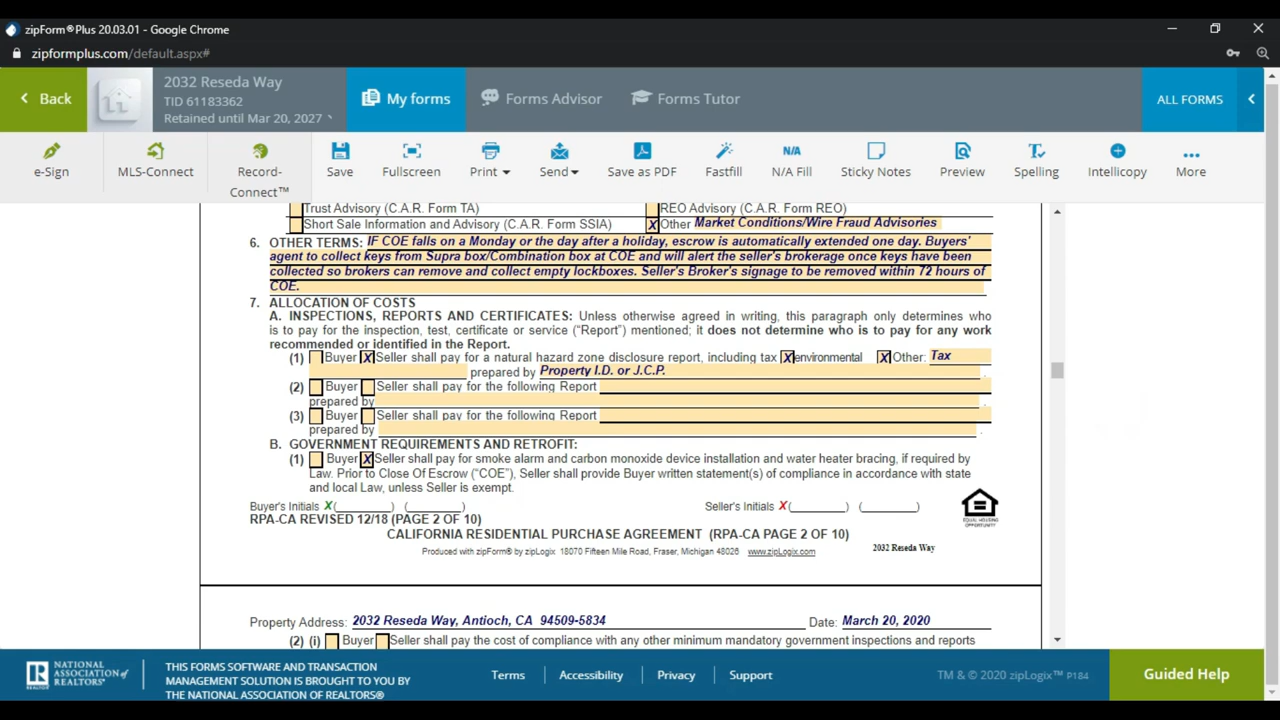 zipForm®Plus 20.03.01 - Google Chrome
zipformplus.com/default.aspx#
Back
2032 Reseda Way
TID 61183362
Retained until Mar 20, 2027
My forms
Forms Advisor
Forms Tutor
ALL FORMS
e-Sign
MLS-Connect
Record-
Connect™
Save
Fullscreen
Print
Send
Save as PDF
Fastfill
N/A
N/A Fill
Sticky Notes
Preview
Spelling
Intellicopy
More
Trust Advisory (C.A.R. Form TA) REO Advisory (C.A.R. Form REO)
Short Sale Information and Advisory (C.A.R. Form SSIA) X Other Market Conditions/Wire Fraud Advisories
6. OTHER TERMS: IF COE falls on a Monday or the day after a holiday, escrow is automatically extended one day. Buyers'
agent to collect keys from Supra box/Combination box at COE and will alert the seller's brokerage once keys have been
collected so brokers can remove and collect empty lockboxes. Seller's Broker's signage to be removed within 72 hours of
COE.
7. ALLOCATION OF COSTS
A. INSPECTIONS, REPORTS AND CERTIFICATES: Unless otherwise agreed in writing, this paragraph only determines who
is to pay for the inspection, test, certificate or service ("Report") mentioned; it does not determine who is to pay for any work
recommended or identified in the Report.
(1) Buyer X Seller shall pay for a natural hazard zone disclosure report, including tax X environmental X Other: Tax
prepared by Property I.D. or J.C.P. .
(2) Buyer Seller shall pay for the following Report
prepared by .
(3) Buyer Seller shall pay for the following Report
prepared by .
B. GOVERNMENT REQUIREMENTS AND RETROFIT:
(1) Buyer X Seller shall pay for smoke alarm and carbon monoxide device installation and water heater bracing, if required by
Law. Prior to Close Of Escrow ("COE"), Seller shall provide Buyer written statement(s) of compliance in accordance with state
and local Law, unless Seller is exempt.
Buyer's Initials X (________) (________) Seller's Initials X (________) (________)
EQUAL HOUSING
OPPORTUNITY
RPA-CA REVISED 12/18 (PAGE 2 OF 10)
CALIFORNIA RESIDENTIAL PURCHASE AGREEMENT (RPA-CA PAGE 2 OF 10)
Produced with zipForm® by zipLogix 18070 Fifteen Mile Road, Fraser, Michigan 48026 www.zipLogix.com 2032 Reseda Way
Property Address: 2032 Reseda Way, Antioch, CA 94509-5834 Date: March 20, 2020
(2) (i) Buyer Seller shall pay the cost of compliance with any other minimum mandatory government inspections and reports
R
REALTOR®
NATIONAL
ASSOCIATION
of REALTORS®
THIS FORMS SOFTWARE AND TRANSACTION
MANAGEMENT SOLUTION IS BROUGHT TO YOU BY
THE NATIONAL ASSOCIATION OF REALTORS®
Terms
Accessibility
Privacy
Support
TM & © 2020 zipLogix™ P184
Guided Help